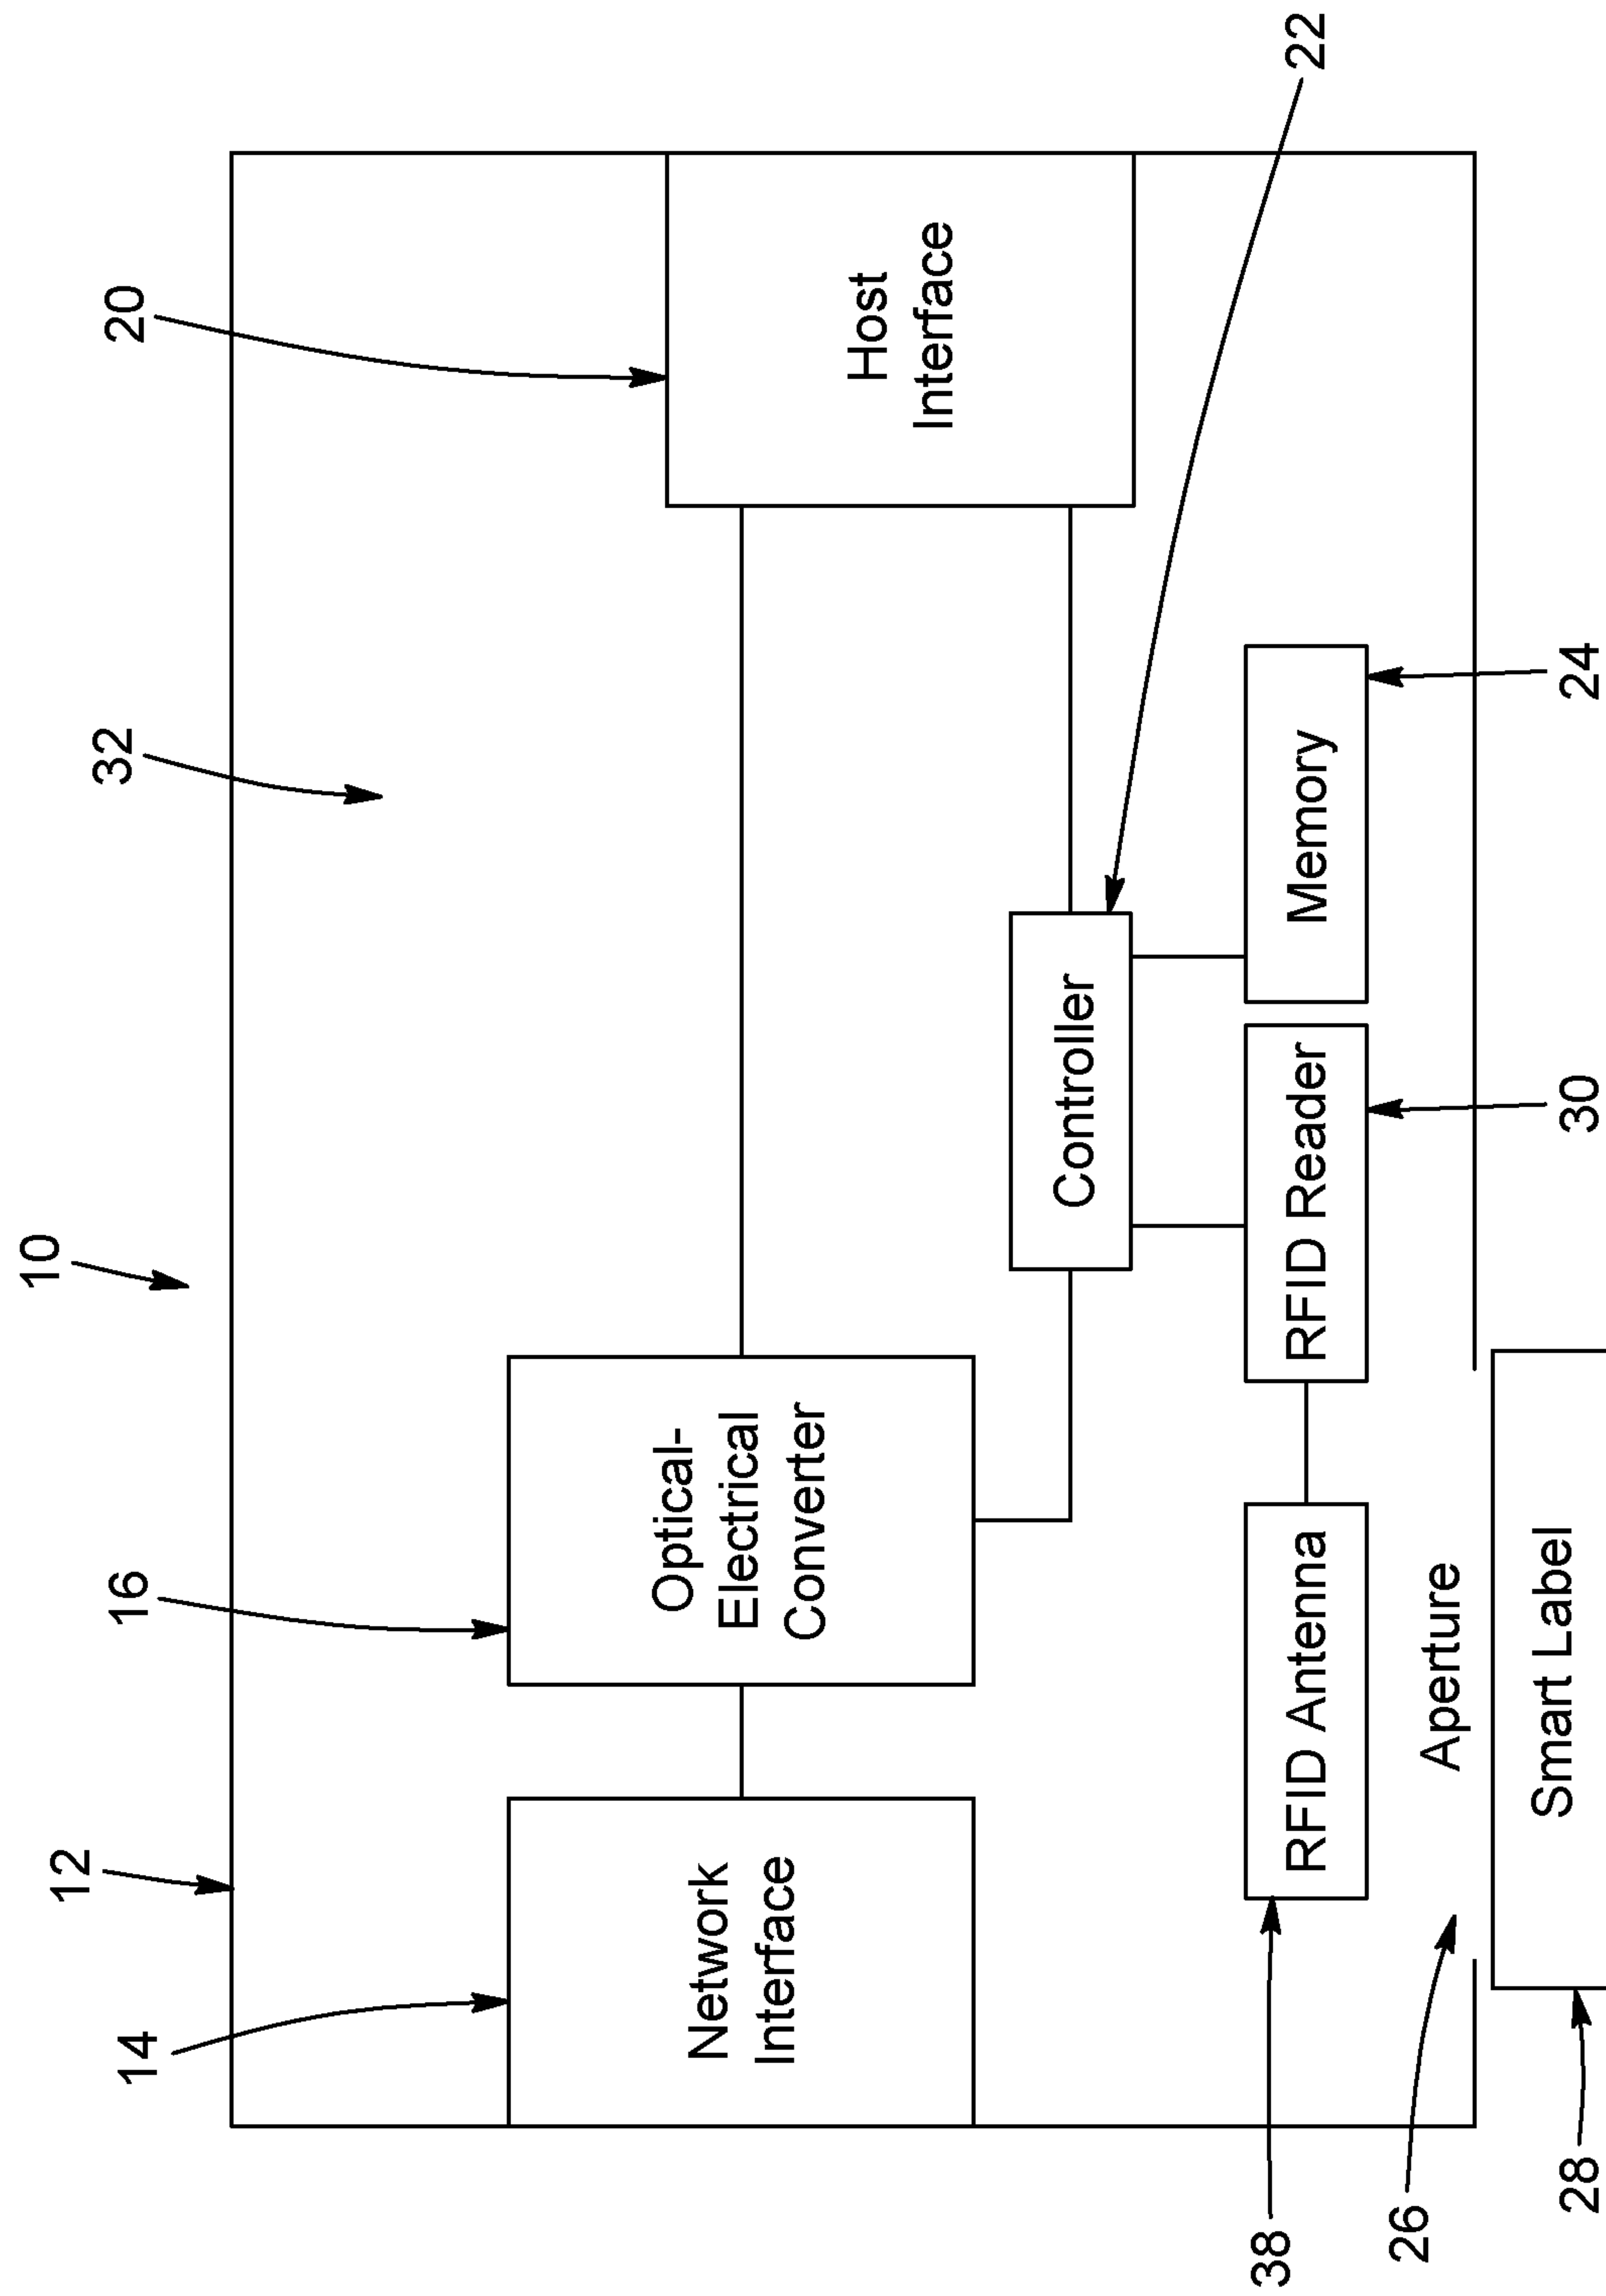 10
32
20
12
14
16
Network
Interface
Optical-
Electrical
Converter
Host
Interface
22
Controller
RFID Antenna
RFID Reader
Memory
38
26
Aperture
30
24
28
Smart Label